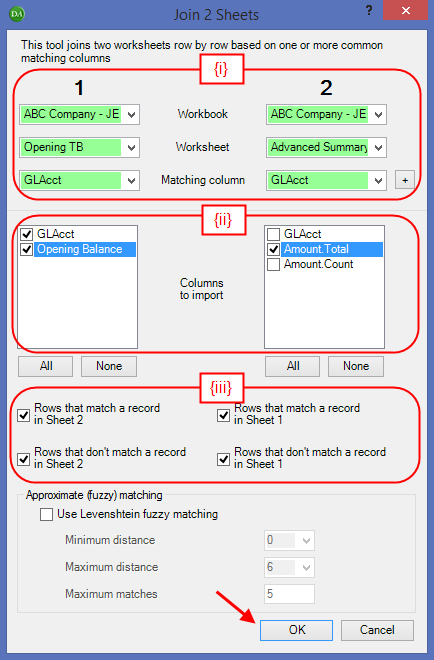 DA Join 2 Sheets ? ×
This tool joins two worksheets row by row based on one or more common
matching columns
{i}
1 2
ABC Company - JE Workbook ABC Company - JE
Opening TB Worksheet Advanced Summary
GLAcct Matching column GLAcct +
{ii}
GLAcct GLAcct
Opening Balance Amount.Total
Amount.Count
Columns
to import
All None All None
{iii}
Rows that match a record
in Sheet 2
Rows that match a record
in Sheet 1
Rows that don't match a record
in Sheet 2
Rows that don't match a record
in Sheet 1
Approximate (fuzzy) matching
Use Levenshtein fuzzy matching
Minimum distance 0
Maximum distance 6
Maximum matches 5
OK Cancel